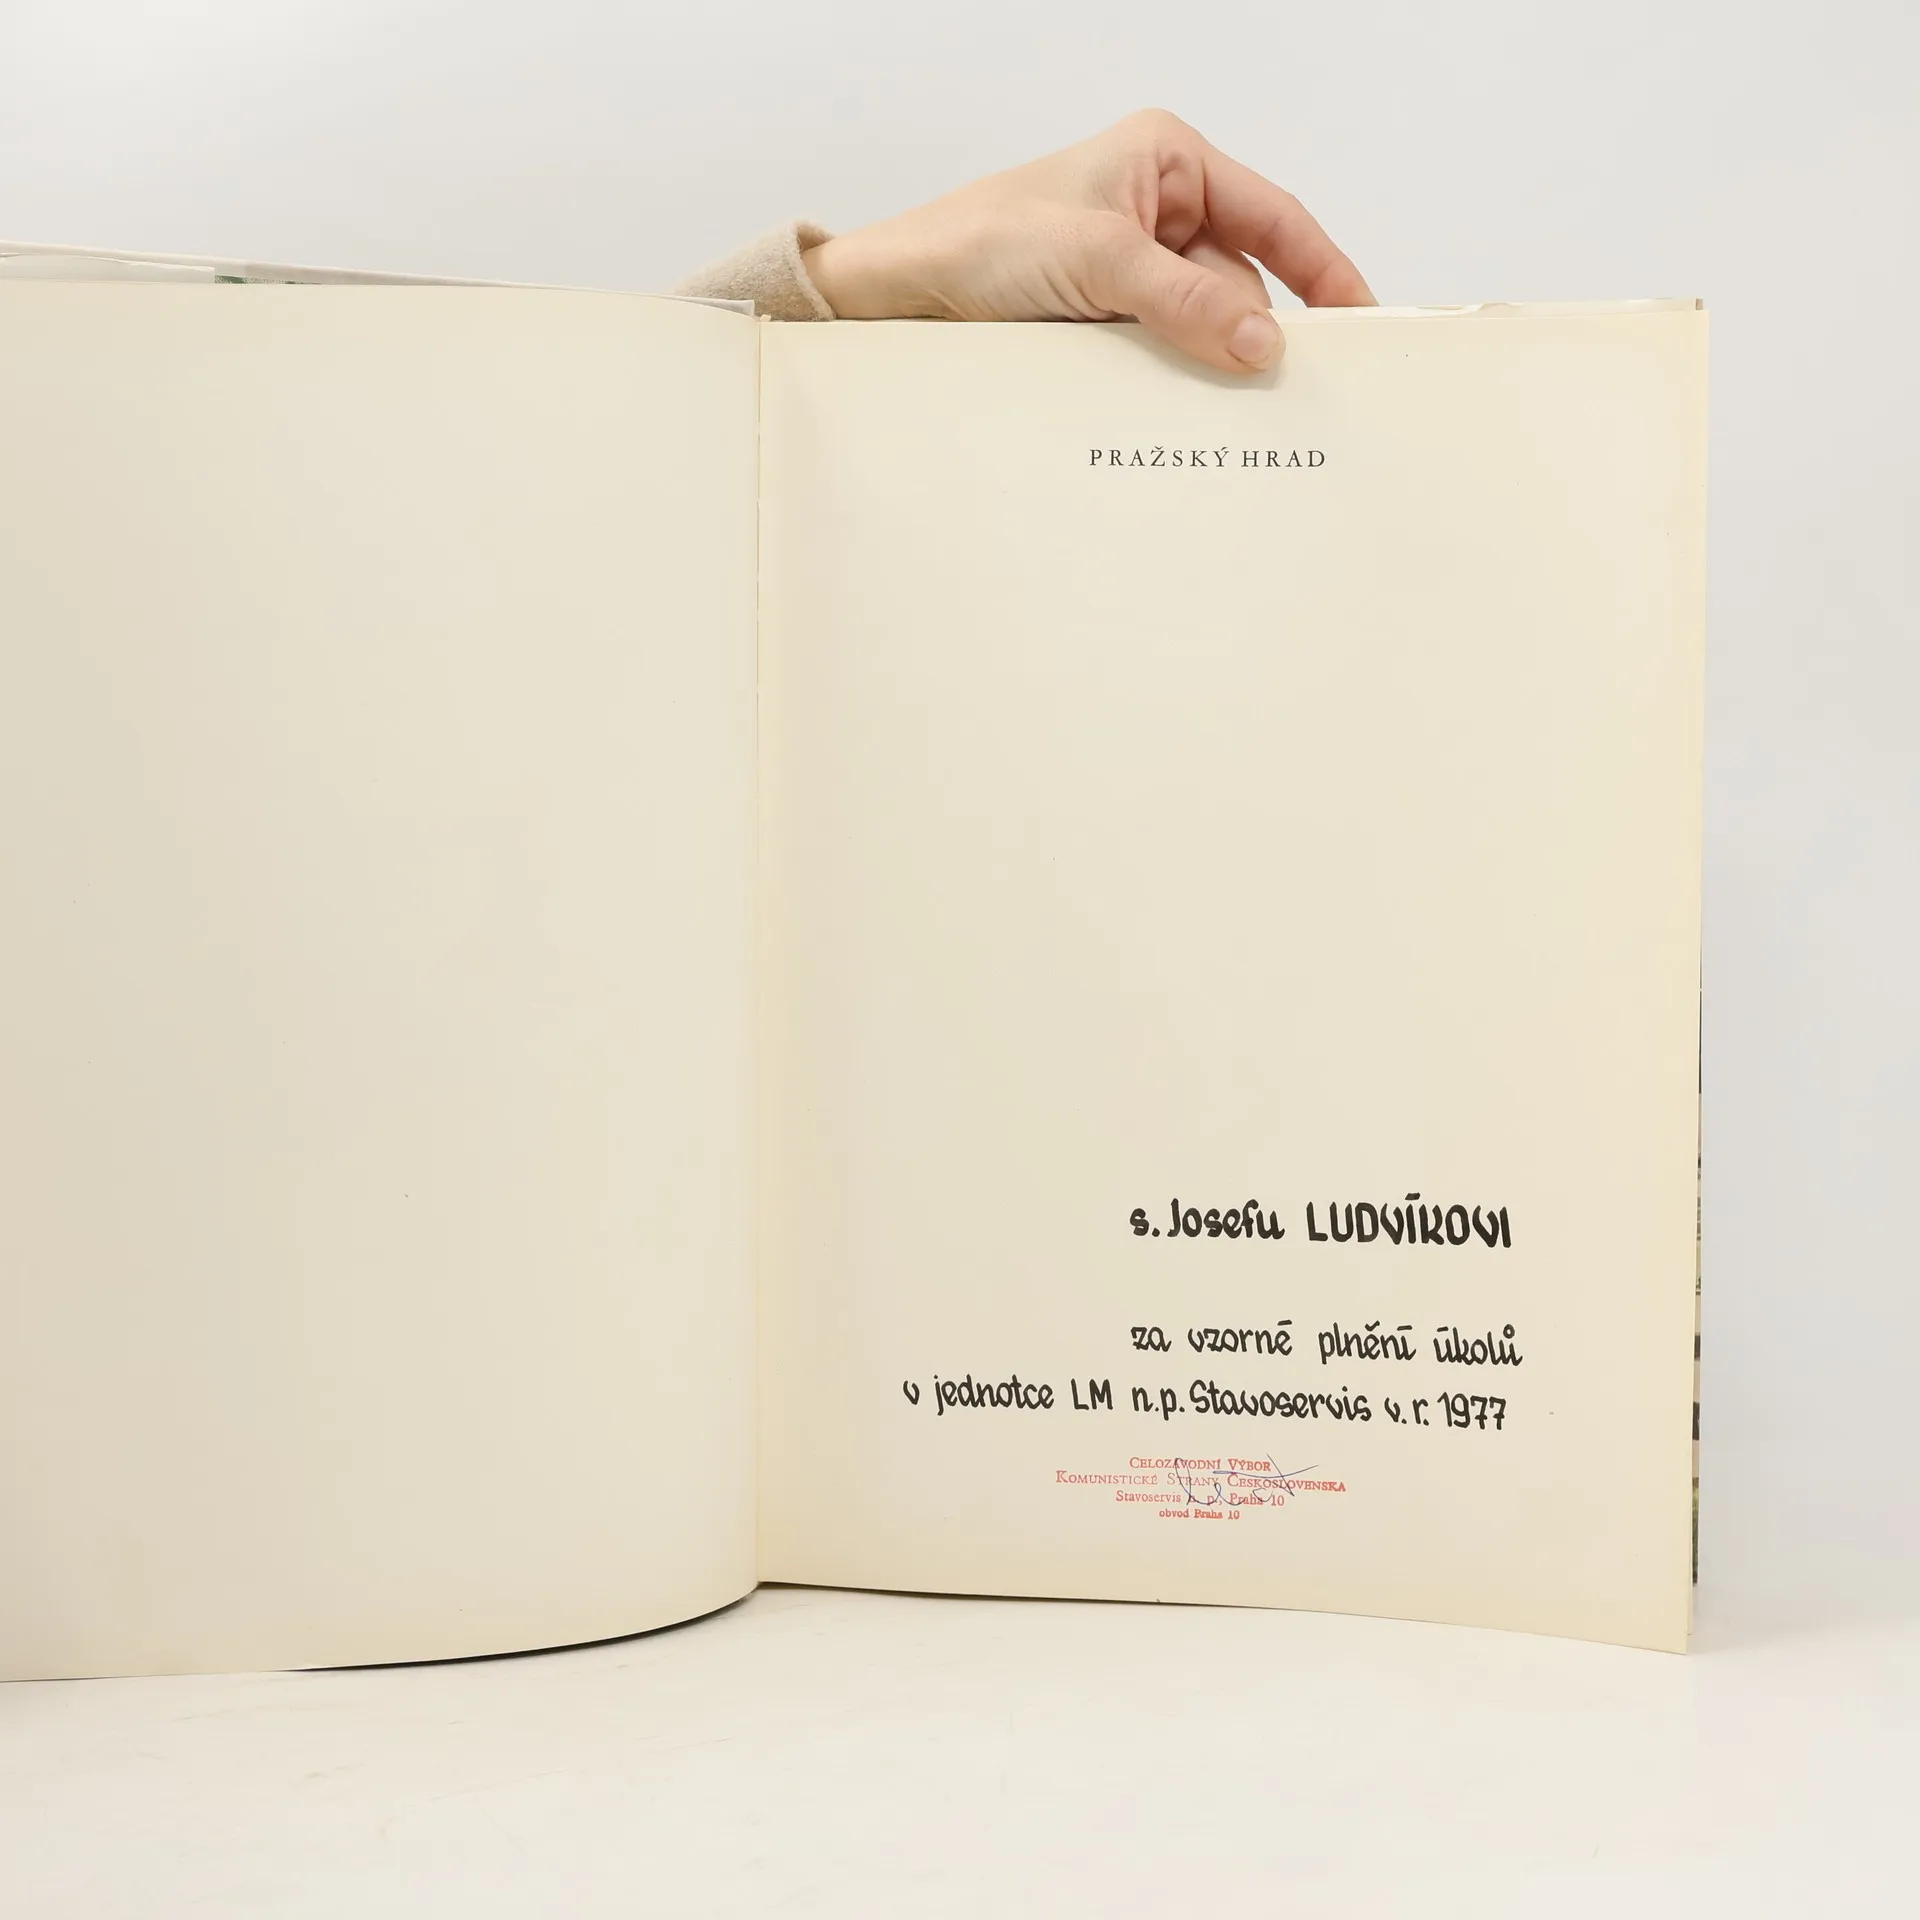 PRAŽSKÝ HRAD
s. Josefu LUDVÍKOVI
za vzorné plnění úkolů
v jednotce LM n.p. Stavoservis v. r. 1977
CELOZÁVODNÍ VÝBOR
KOMUNISTICKÉ STRANY ČESKOSLOVENSKA
Stavoservis n. p., Praha 10
obvod Praha 10